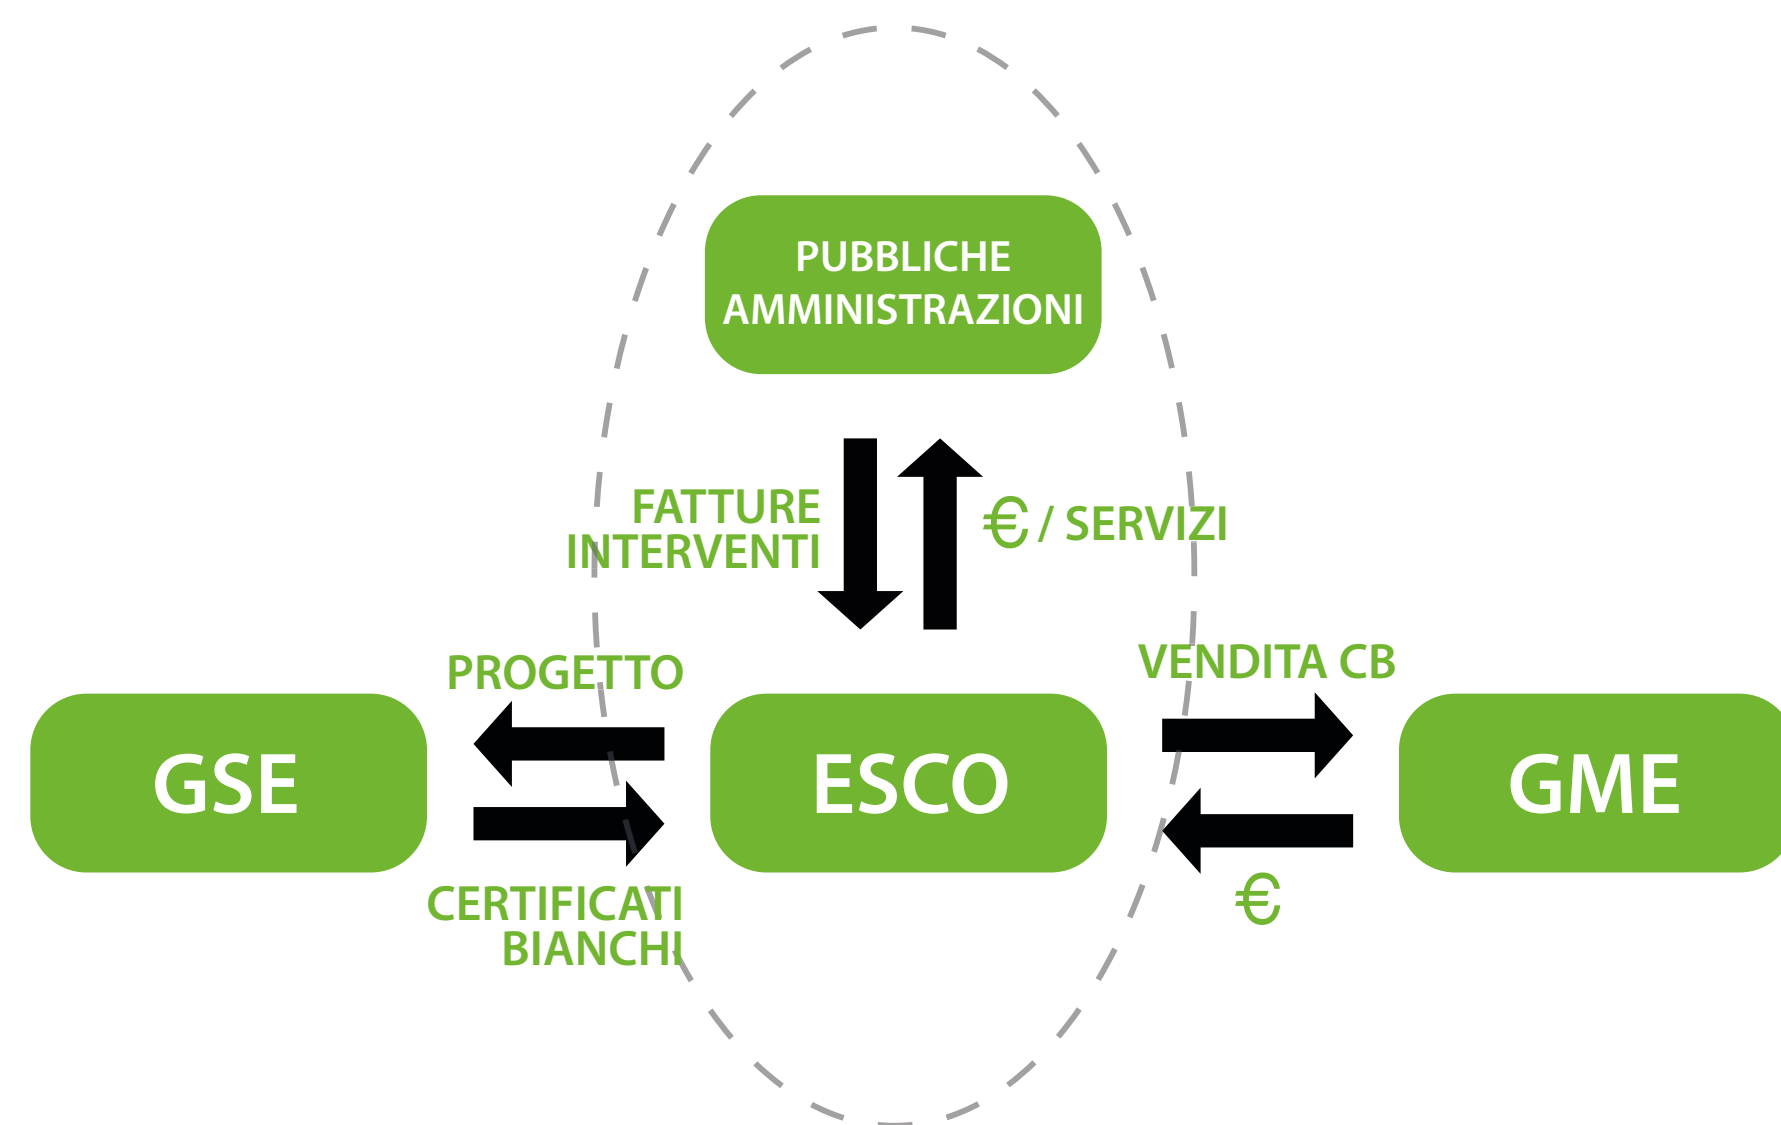 PUBBLICHE
AMMINISTRAZIONI
FATTURE
INTERVENTI
€ / SERVIZI
PROGETTO
VENDITA CB
GSE
ESCO
GME
CERTIFICATI
BIANCHI
€